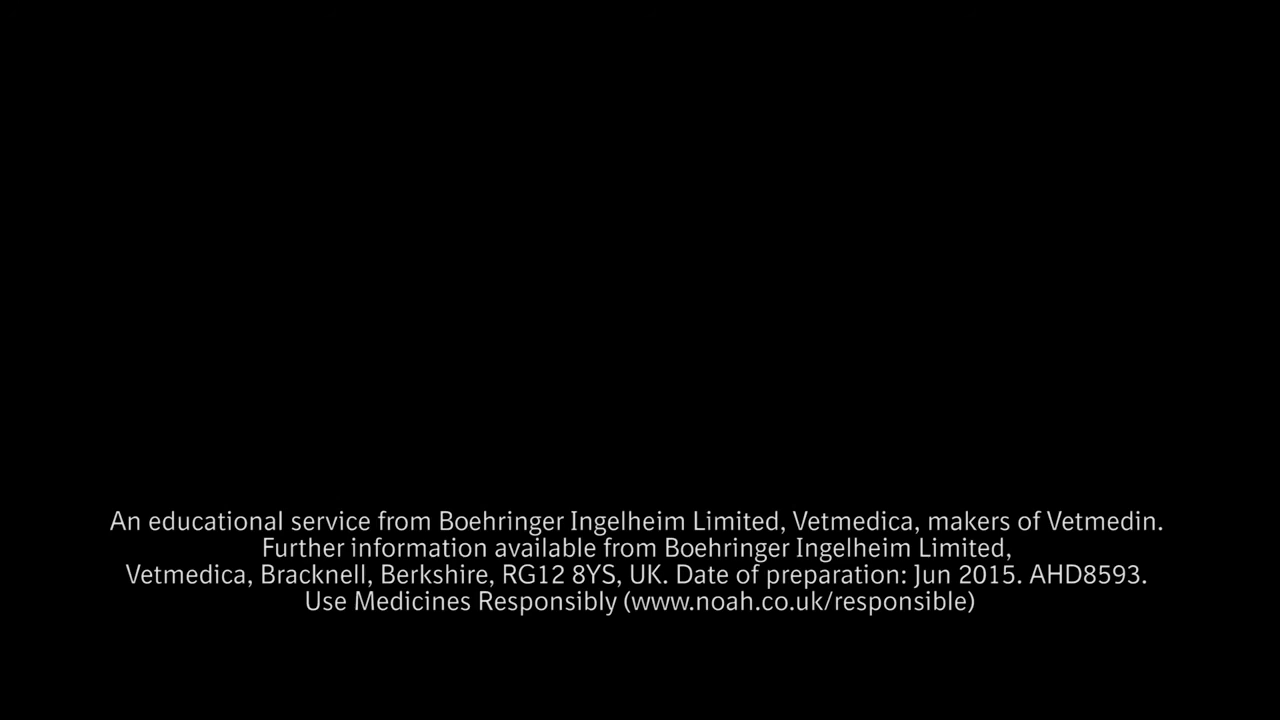 An educational service from Boehringer Ingelheim Limited, Vetmedica, makers of Vetmedin.
Further information available from Boehringer Ingelheim Limited,
Vetmedica, Bracknell, Berkshire, RG12 8YS, UK. Date of preparation: Jun 2015. AHD8593.
Use Medicines Responsibly (www.noah.co.uk/responsible)